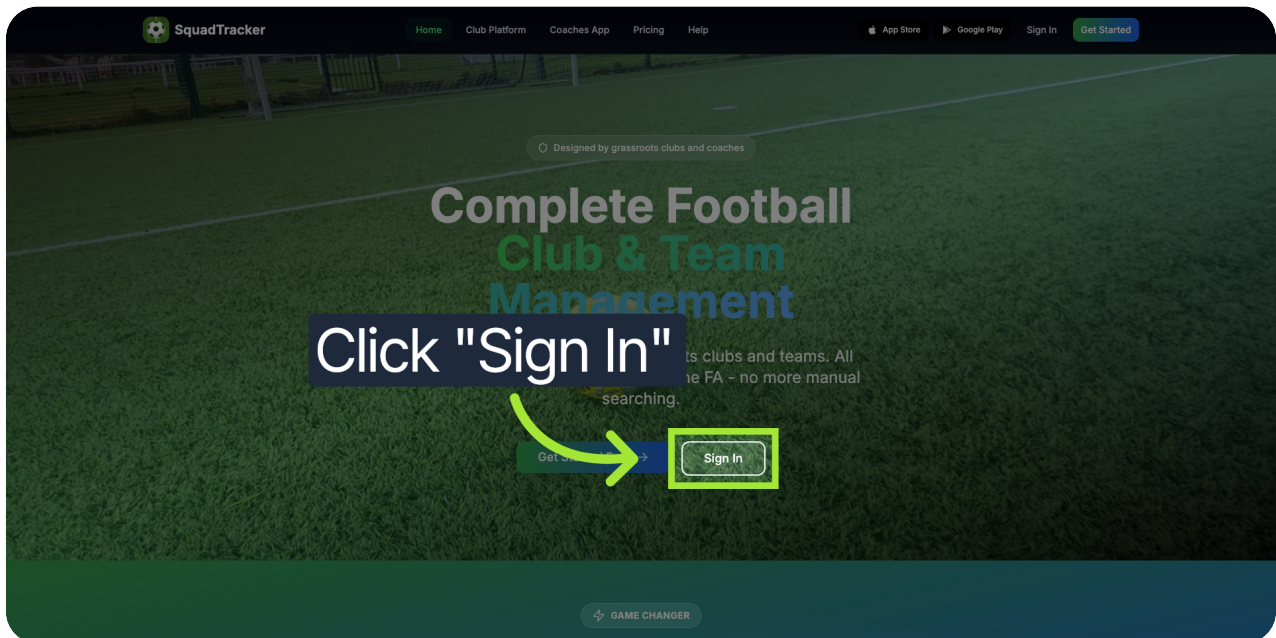 SquadTracker
Home
Club Platform
Coaches App
Pricing
Help
App Store
Google Play
Sign In
Get Started
Designed by grassroots clubs and coaches
Complete Football
Club & Team
Management
Click "Sign In"
clubs and teams. All
FA - no more manual
searching.
Get
Sign In
GAME CHANGER